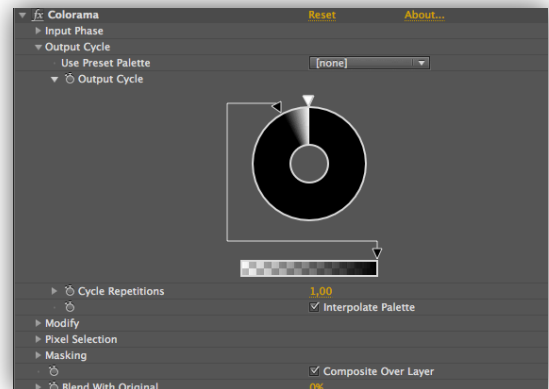 fx Colorama Reset About...
Input Phase
Output Cycle
Use Preset Palette [none]
Output Cycle
Cycle Repetitions 1,00
Interpolate Palette
Modify
Pixel Selection
Masking
Composite Over Layer
Blend With Original 0%